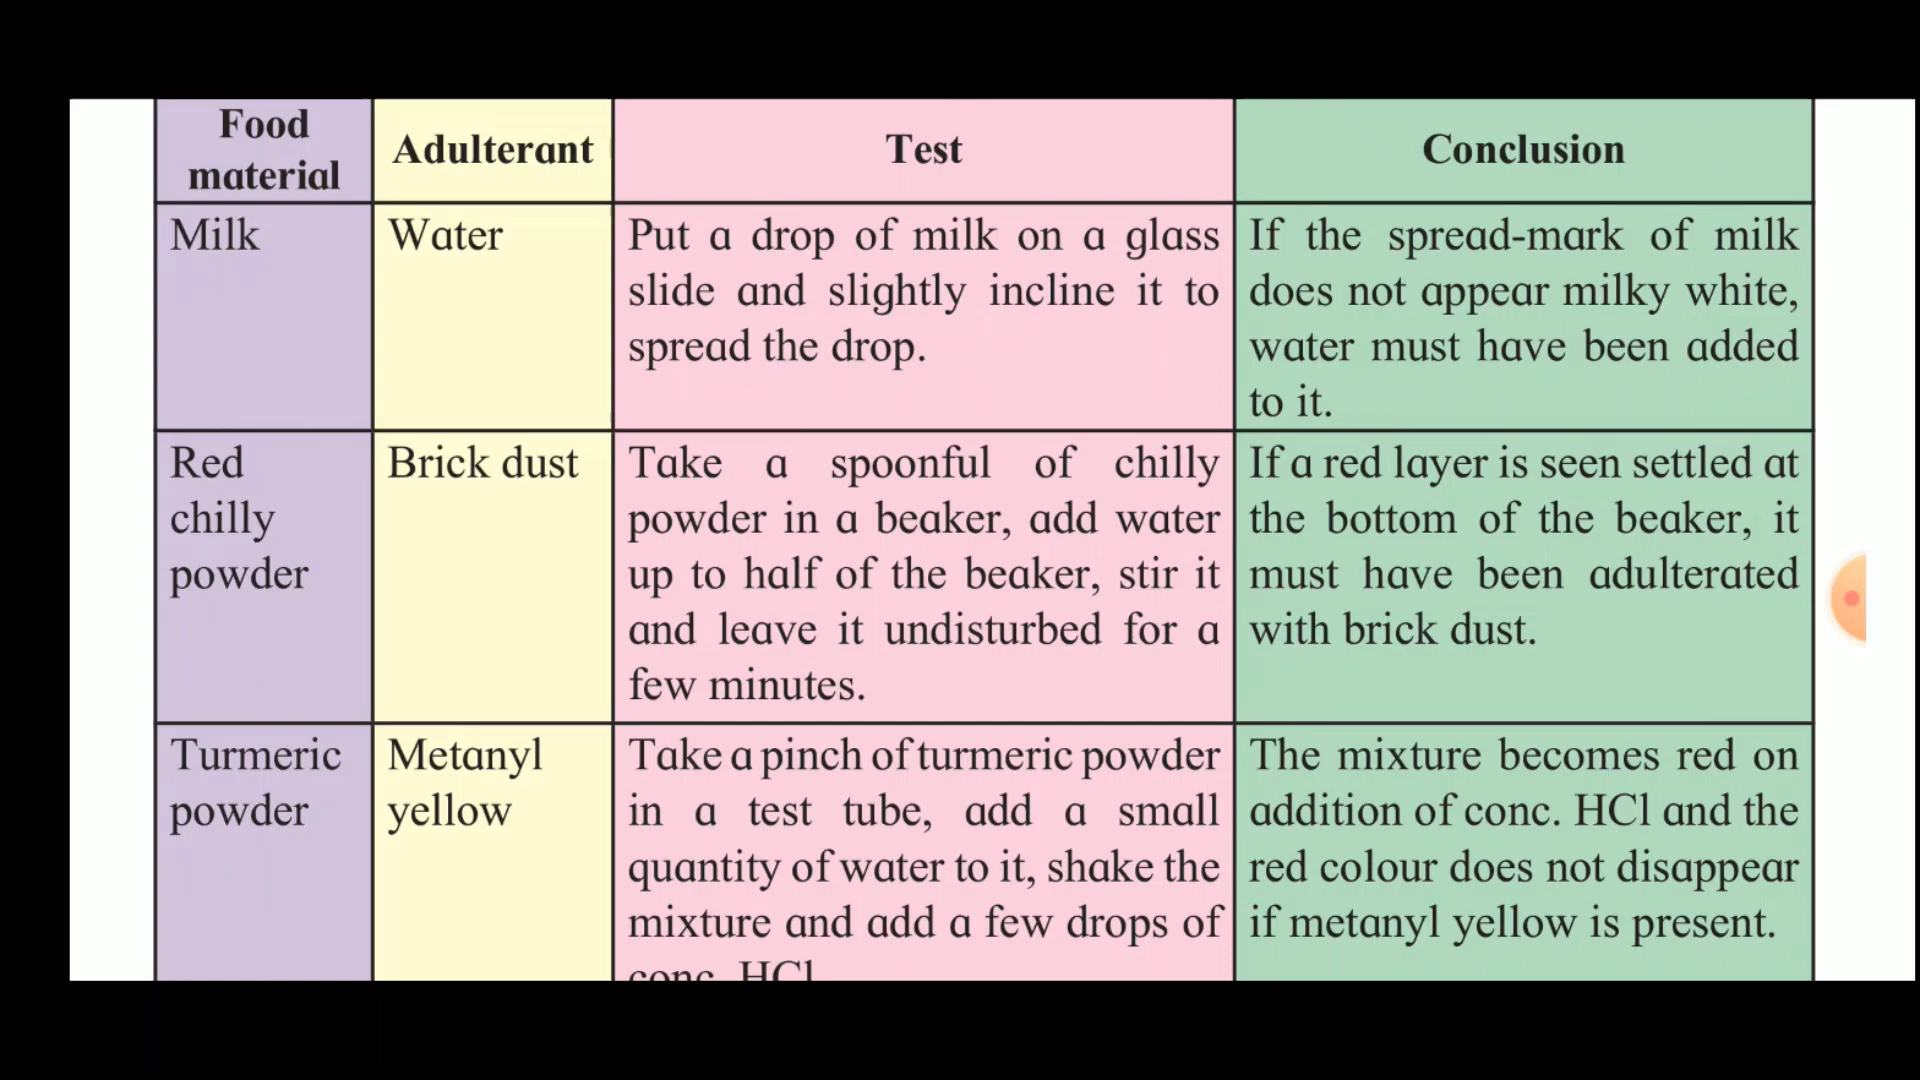 Food
material
Adulterant
Test
Conclusion
Milk
Water
Put a drop of milk on a glass
slide and slightly incline it to
spread the drop.
If the spread-mark of milk
does not appear milky white,
water must have been added
to it.
Red
chilly
powder
Brick dust
Take a spoonful of chilly
powder in a beaker, add water
up to half of the beaker, stir it
and leave it undisturbed for a
few minutes.
If a red layer is seen settled at
the bottom of the beaker, it
must have been adulterated
with brick dust.
Turmeric
powder
Metanyl
yellow
Take a pinch of turmeric powder
in a test tube, add a small
quantity of water to it, shake the
mixture and add a few drops of
conc. HCl
The mixture becomes red on
addition of conc. HCl and the
red colour does not disappear
if metanyl yellow is present.